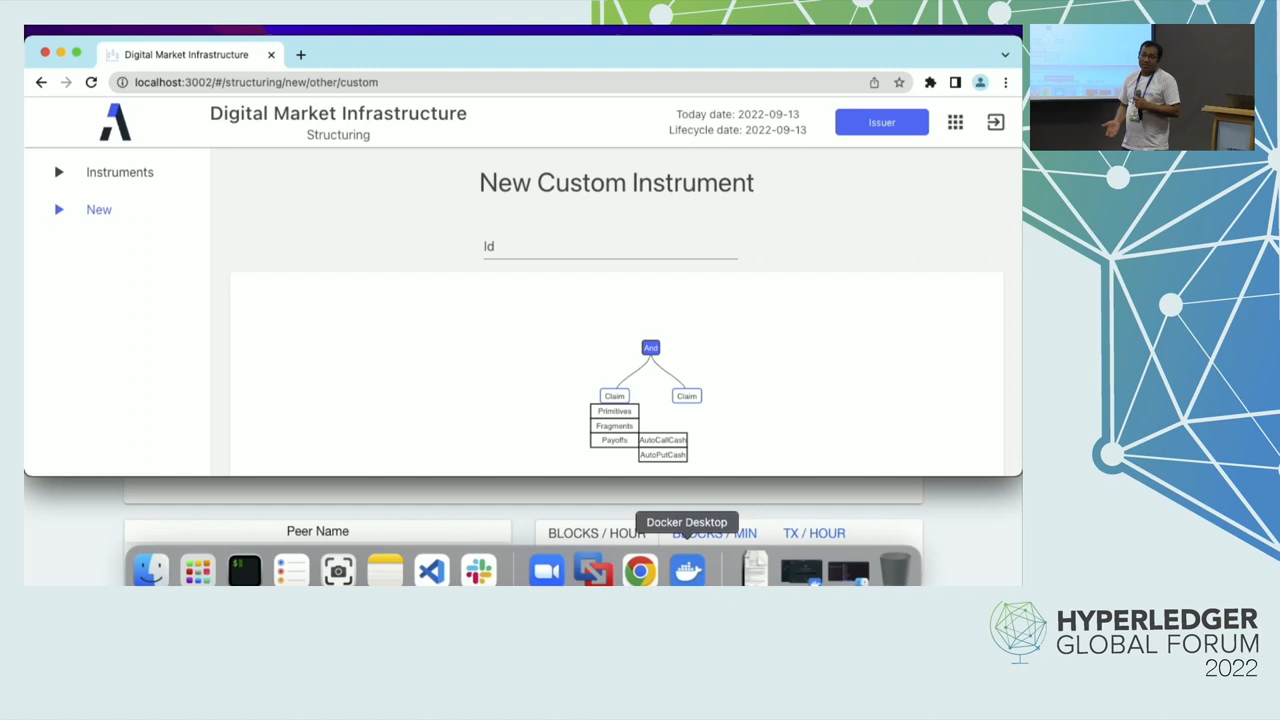 Digital Market Infrastructure
localhost:3002/#/structuring/new/other/custom
Digital Market Infrastructure
Structuring
Today date: 2022-09-13
Lifecycle date: 2022-09-13
Issuer
Instruments
New
New Custom Instrument
Id
And
Claim
Claim
Primitives
Fragments
Payoffs
AutoCallCash
AutoPutCash
Docker Desktop
Peer Name
BLOCKS / HOUR
BLOCKS / MIN
TX / HOUR
HYPERLEDGER
GLOBAL FORUM
2022